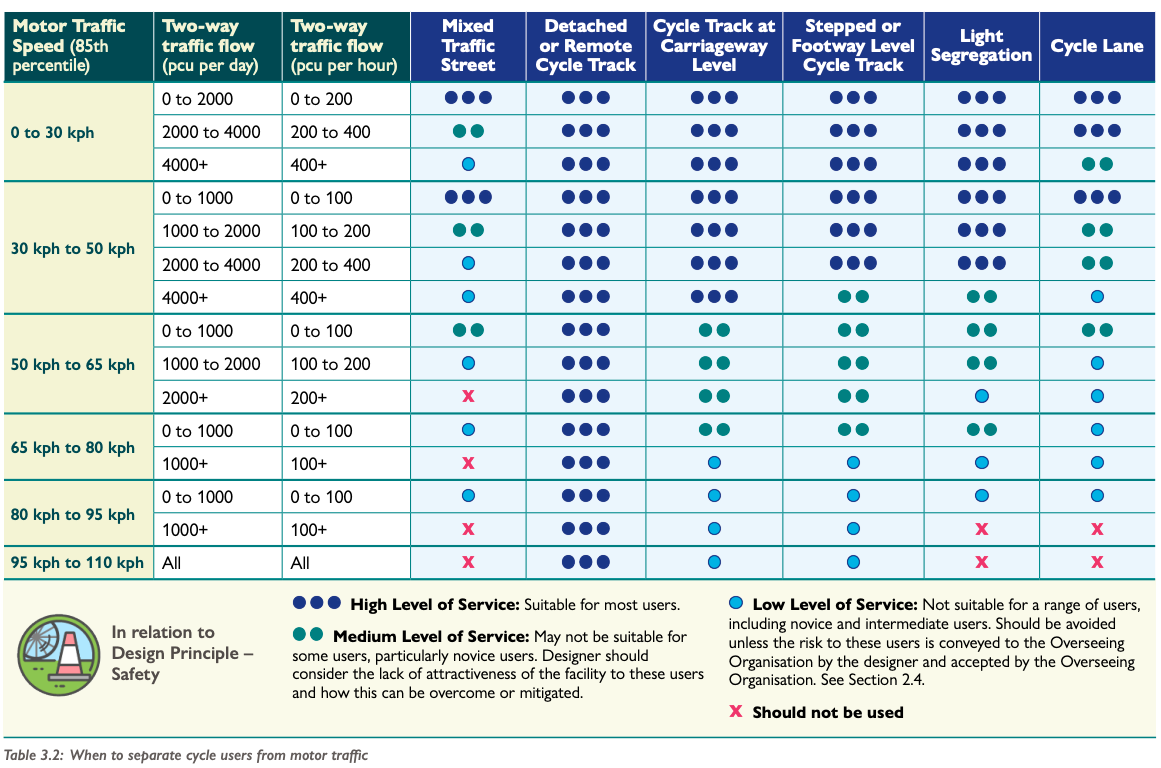 Motor Traffic Speed (85th percentile) Two-way traffic flow (pcu per day) Two-way traffic flow (pcu per hour) Mixed Traffic Street Detached or Remote Cycle Track Cycle Track at Carriageway Level Stepped or Footway Level Cycle Track Light Segregation Cycle Lane
0 to 30 kph
0 to 2000 0 to 200
2000 to 4000 200 to 400
4000+ 400+
30 kph to 50 kph
0 to 1000 0 to 100
1000 to 2000 100 to 200
2000 to 4000 200 to 400
4000+ 400+
50 kph to 65 kph
0 to 1000 0 to 100
1000 to 2000 100 to 200
2000+ 200+ X
65 kph to 80 kph
0 to 1000 0 to 100
1000+ 100+ X
80 kph to 95 kph
0 to 1000 0 to 100
1000+ 100+ X X X
95 kph to 110 kph All All X X X
In relation to
Design Principle –
Safety
High Level of Service: Suitable for most users.
Medium Level of Service: May not be suitable for
some users, particularly novice users. Designer should
consider the lack of attractiveness of the facility to these users
and how this can be overcome or mitigated.
Low Level of Service: Not suitable for a range of users,
including novice and intermediate users. Should be avoided
unless the risk to these users is conveyed to the Overseeing
Organisation by the designer and accepted by the Overseeing
Organisation. See Section 2.4.
X Should not be used
Table 3.2: When to separate cycle users from motor traffic